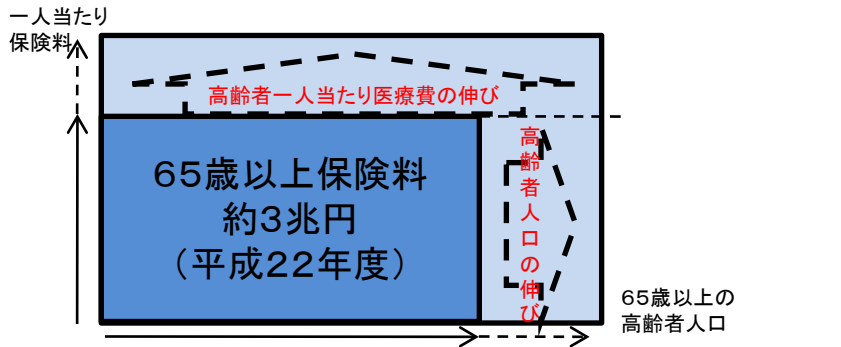 一人当たり
保険料
高齢者一人当たり医療費の伸び
65歳以上保険料
約3兆円
(平成22年度)
高齢者人口の伸び
65歳以上の
高齢者人口